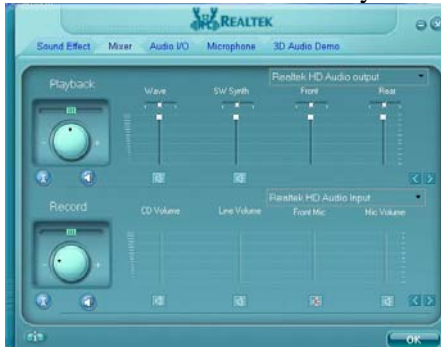 REALTEK
Sound Effect Mixer Audio I/O Microphone 3D Audio Demo
Realtek HD Audio output
Playback
Wave SW Synth Front Rear
Realtek HD Audio Input
Record
CD Volume Line Volume Front Mic Mic Volume
OK